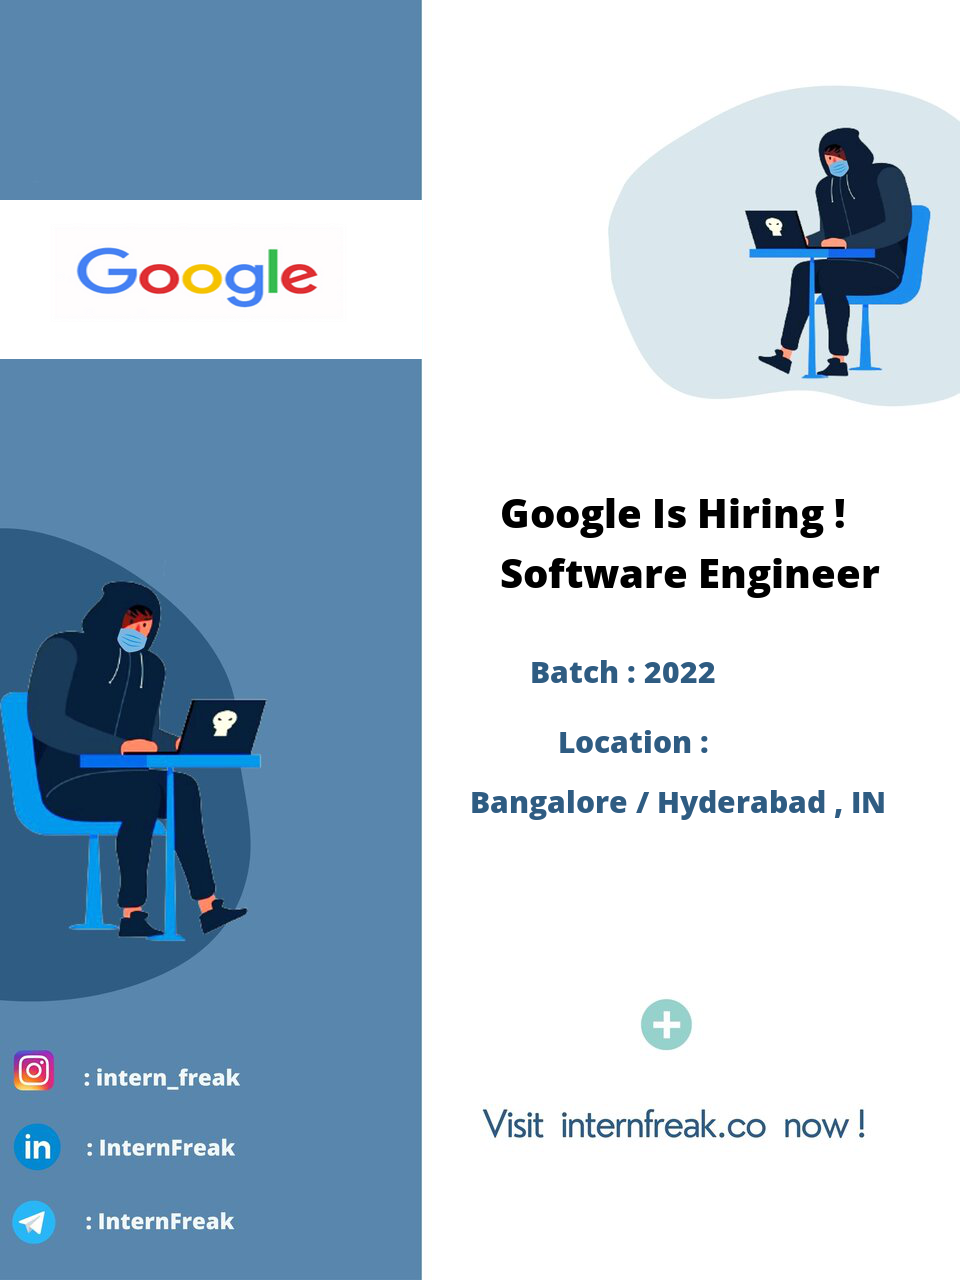 Google
Google Is Hiring !
Software Engineer
Batch : 2022
Location :
Bangalore / Hyderabad , IN
: intern_freak
in : InternFreak
: InternFreak
Visit internfreak.co now !